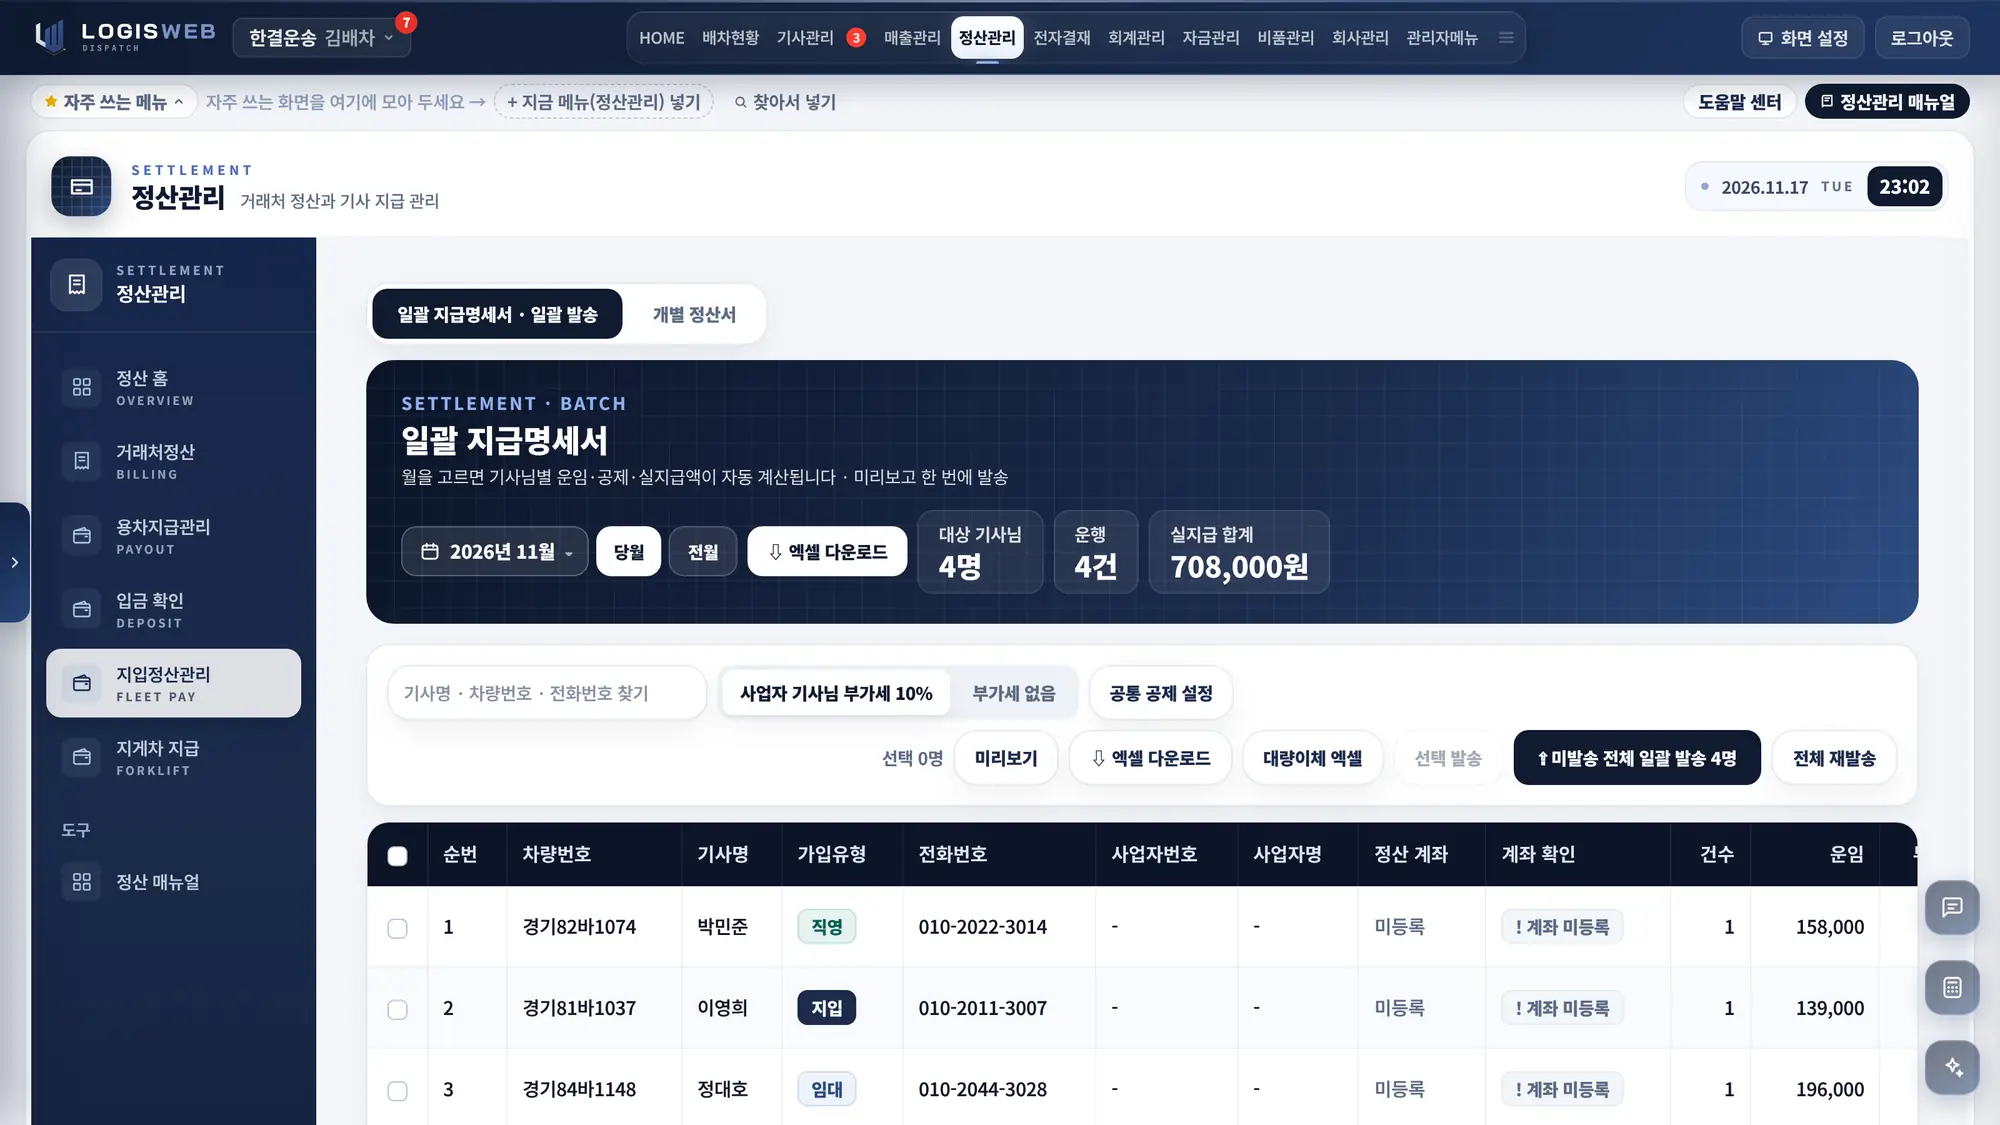 LOGISWEB
DISPATCH
한결운송 김배차
7
HOME
배차현황
기사관리 3
매출관리
정산관리
전자결재
회계관리
자금관리
비품관리
회사관리
관리자메뉴
화면 설정
로그아웃
자주 쓰는 메뉴
자주 쓰는 화면을 여기에 모아 두세요 →
+ 지금 메뉴(정산관리) 넣기
찾아서 넣기
도움말 센터
정산관리 매뉴얼
SETTLEMENT
정산관리 거래처 정산과 기사 지급 관리
2026.11.17 TUE 23:02
SETTLEMENT
정산관리
정산 홈
OVERVIEW
거래처정산
BILLING
용차지급관리
PAYOUT
입금 확인
DEPOSIT
지입정산관리
FLEET PAY
지게차 지급
FORKLIFT
도구
정산 매뉴얼
일괄 지급명세서 · 일괄 발송
개별 정산서
SETTLEMENT · BATCH
일괄 지급명세서
월을 고르면 기사님별 운임·공제·실지급액이 자동 계산됩니다 · 미리보고 한 번에 발송
2026년 11월
당월
전월
⇩ 엑셀 다운로드
대상 기사님
4명
운행
4건
실지급 합계
708,000원
기사명 · 차량번호 · 전화번호 찾기
사업자 기사님 부가세 10%
부가세 없음
공통 공제 설정
선택 0명
미리보기
⇩ 엑셀 다운로드
대량이체 엑셀
선택 발송
⇧ 미발송 전체 일괄 발송 4명
전체 재발송
순번 차량번호 기사명 가입유형 전화번호 사업자번호 사업자명 정산 계좌 계좌 확인 건수 운임
1 경기82바1074 박민준 직영 010-2022-3014 - - 미등록 ! 계좌 미등록 1 158,000
2 경기81바1037 이영희 지입 010-2011-3007 - - 미등록 ! 계좌 미등록 1 139,000
3 경기84바1148 정대호 임대 010-2044-3028 - - 미등록 ! 계좌 미등록 1 196,000